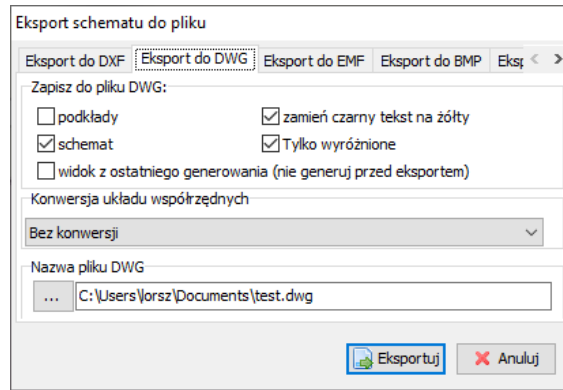 Eksport schematu do pliku
Eksport do DXF Eksport do DWG Eksport do EMF Eksport do BMP
Zapisz do pliku DWG:
podkłady zamień czarny tekst na żółty
schemat Tylko wyróżnione
widok z ostatniego generowania (nie generuj przed eksportem)
Konwersja układu współrzędnych
Bez konwersji
Nazwa pliku DWG
... C:\Users\lorsz\Documents\test.dwg
Eksportuj Anuluj